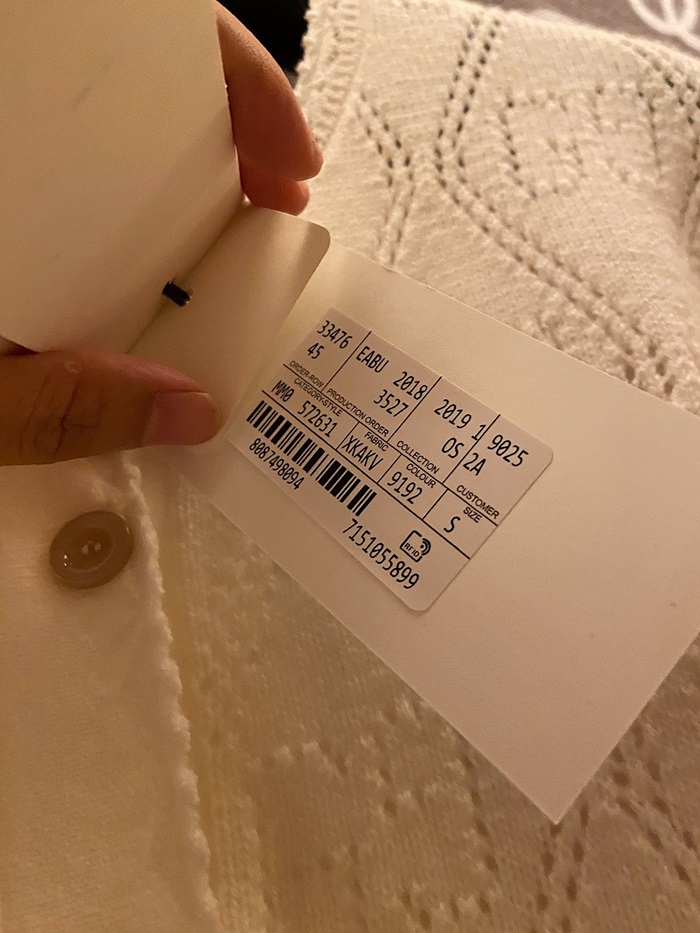 33476 EABU 2018 2019 1 9025
45 3527 OS 2A
ORDER-ROW PRODUCTION ORDER COLLECTION CUSTOMER
CATEGORY-STYLE FABRIC COLOUR SIZE
MM0 572631 XKAKV 9192 S
8087498094
RFID
7151055899